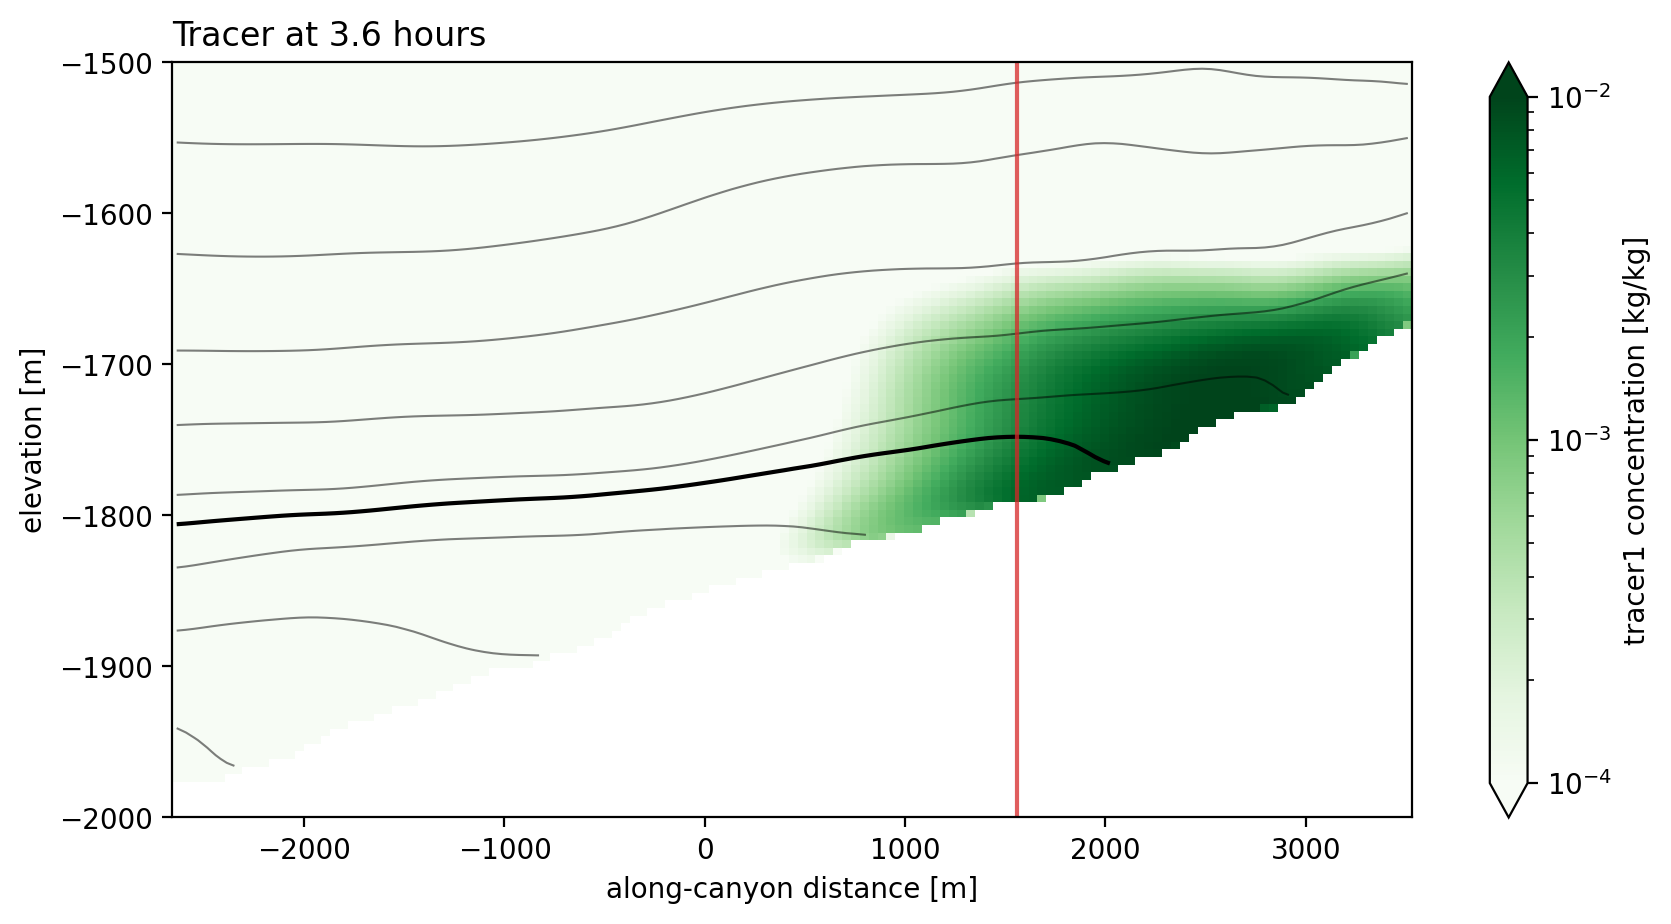 Tracer at 3.6 hours
−1500
−1600
−1700
−1800
−1900
−2000
elevation [m]
−2000 −1000 0 1000 2000 3000
along-canyon distance [m]
10⁻²
10⁻³
10⁻⁴
tracer1 concentration [kg/kg]